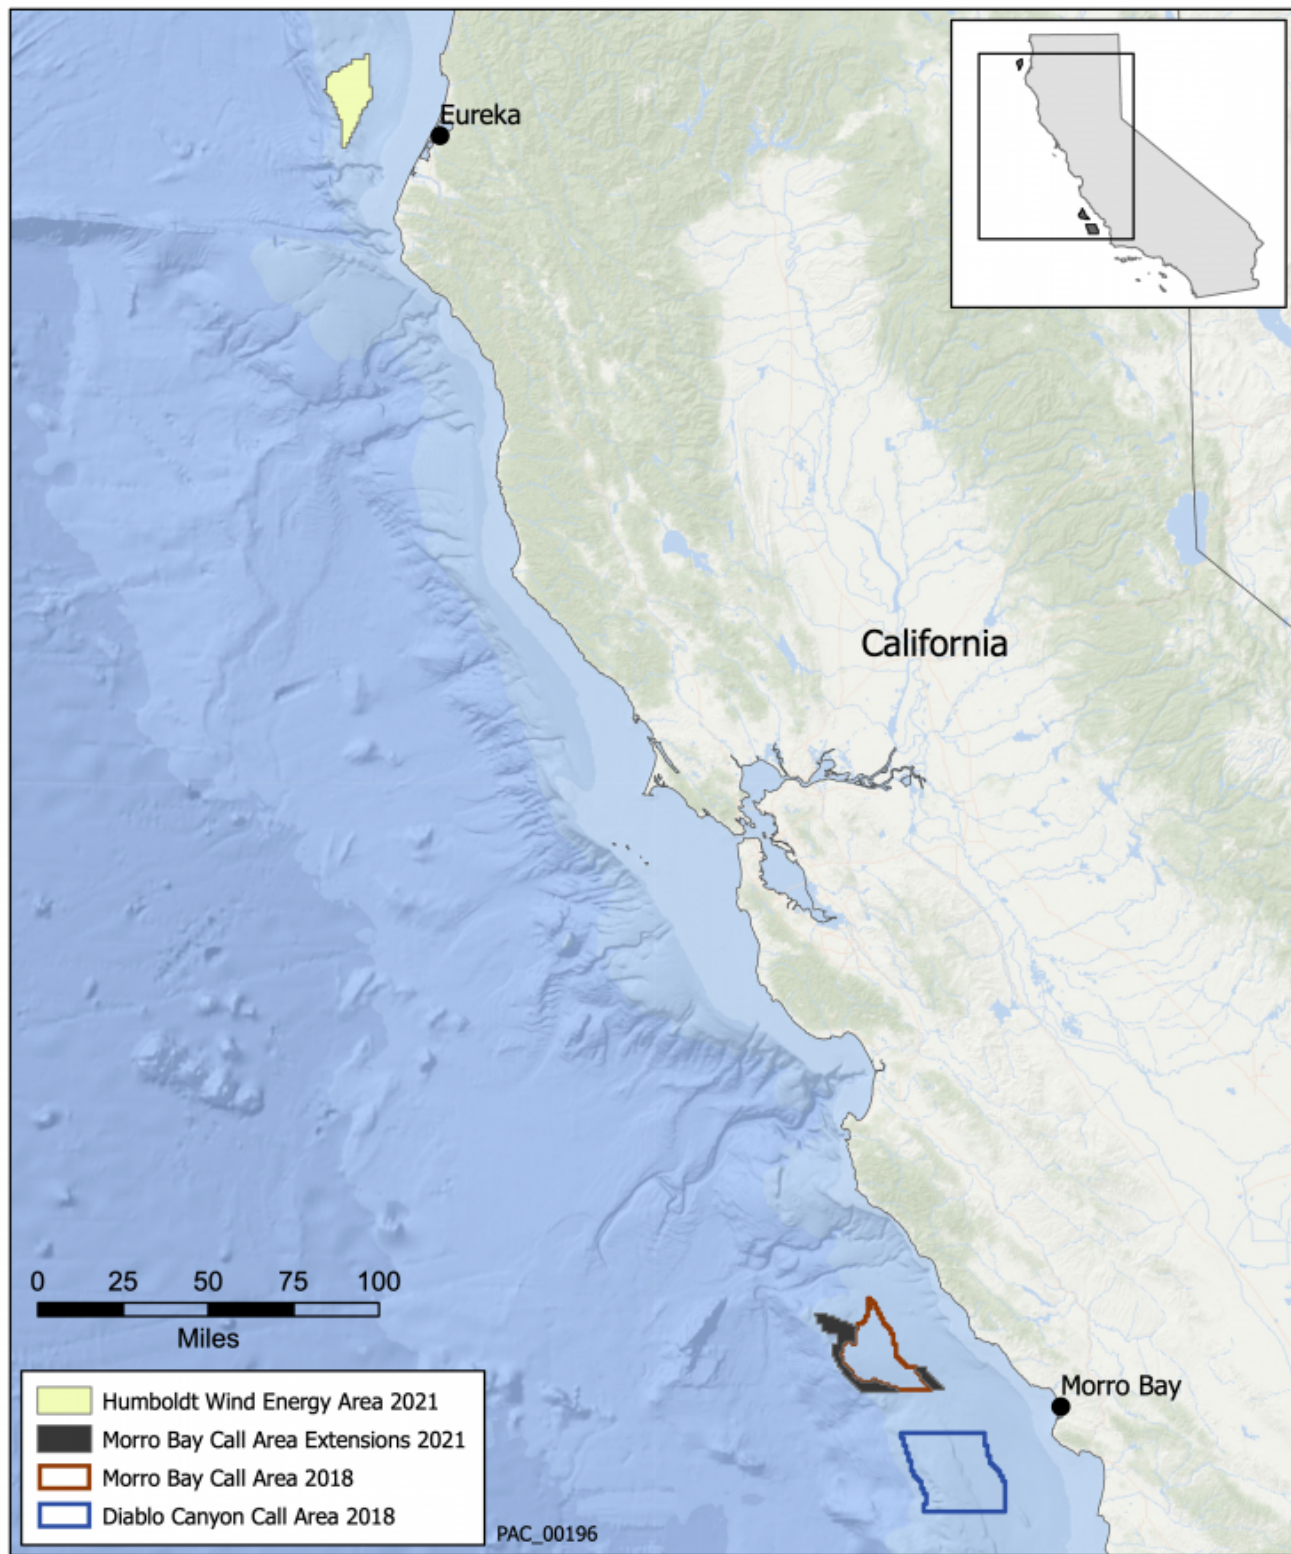 Eureka
California
0 25 50 75 100
Miles
Morro Bay
Humboldt Wind Energy Area 2021
Morro Bay Call Area Extensions 2021
Morro Bay Call Area 2018
Diablo Canyon Call Area 2018
PAC_00196